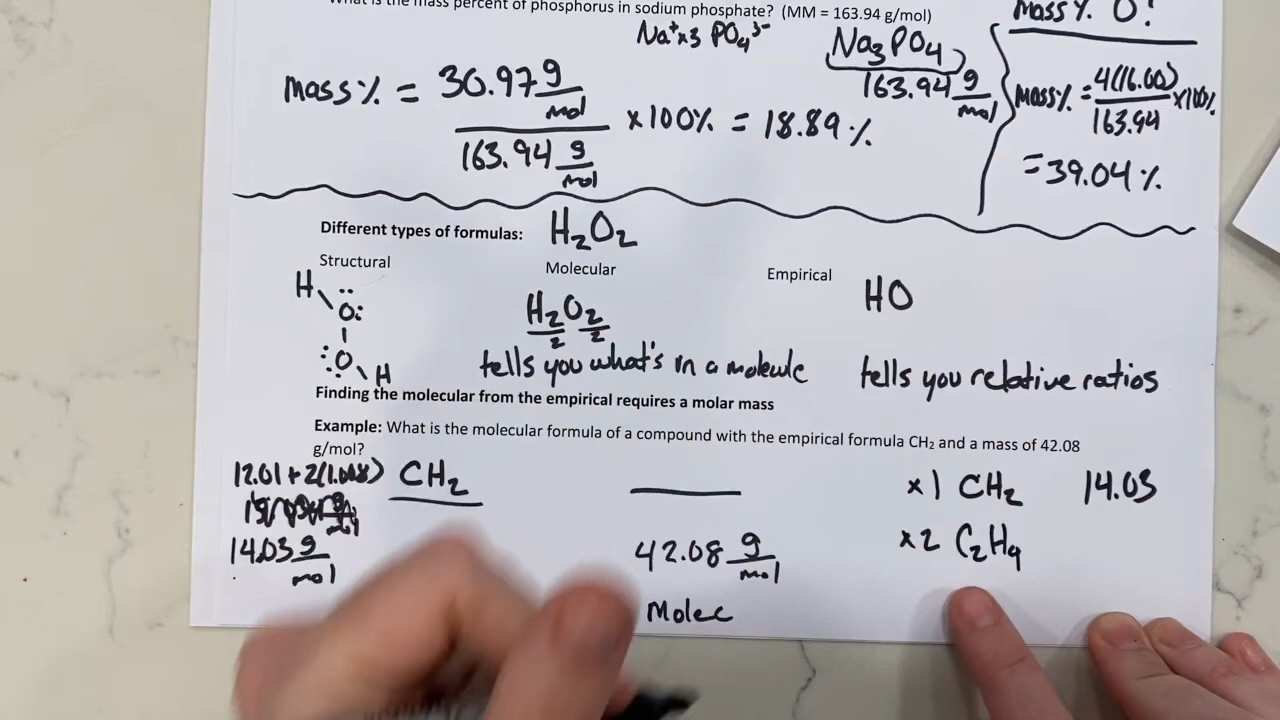 What is the mass percent of phosphorus in sodium phosphate? (MM = 163.94 g/mol)
Na⁺x3 PO₄³⁻
Na₃PO₄
163.94 g/mol
Mass % = 30.97 g/mol / 163.94 g/mol x100% = 18.89%
Mass % O?
Mass % = 4(16.00) / 163.94 x100%
= 39.04%
Different types of formulas: H₂O₂
Structural
Molecular
Empirical
H
O
O
H
H₂O₂
2 2
HO
tells you what's in a molecule
tells you relative ratios
Finding the molecular from the empirical requires a molar mass
Example: What is the molecular formula of a compound with the empirical formula CH₂ and a mass of 42.08
g/mol?
12.01 + 2(1.008) CH₂
14.03 g/mol
42.08 g/mol
Molec
x1 CH₂ 14.03
x2 C₂H₄